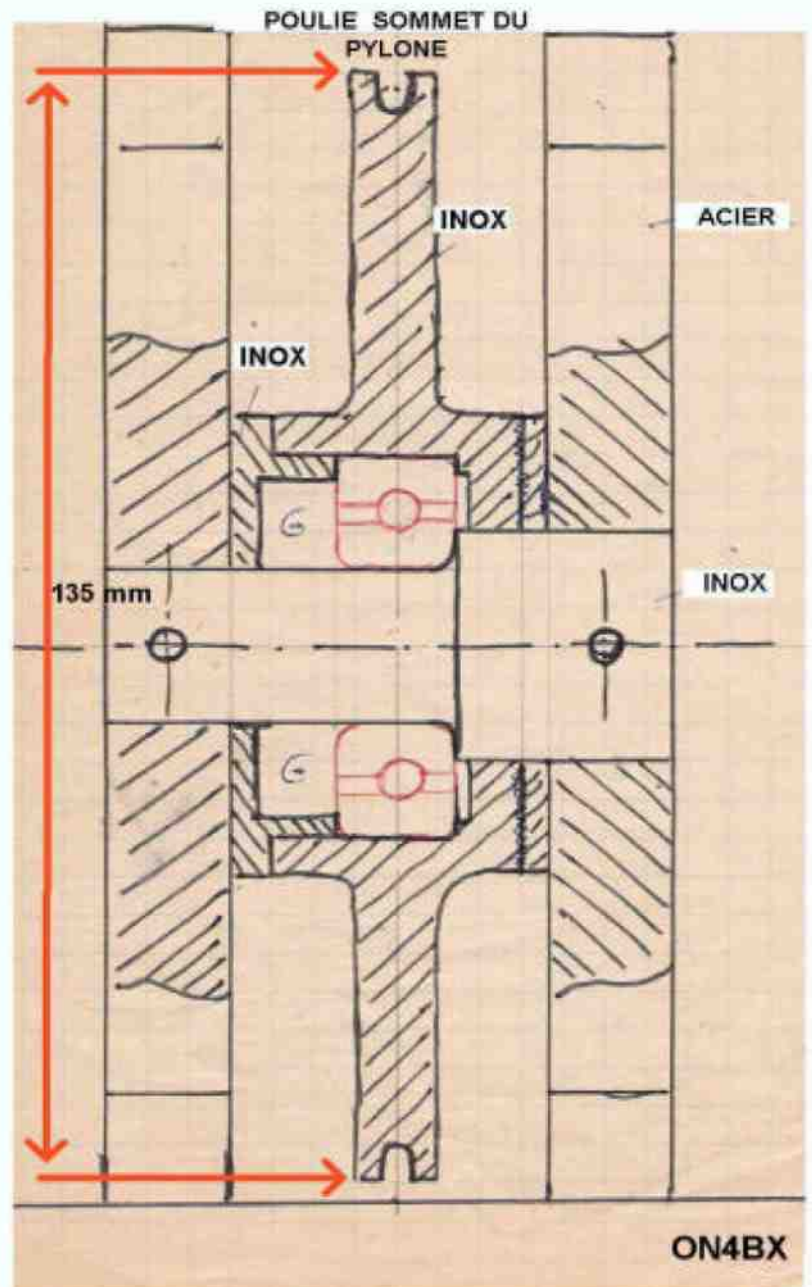 POULIE SOMMET DU
PYLONE
INOX
ACIER
INOX
G
135 mm
INOX
G
ON4BX